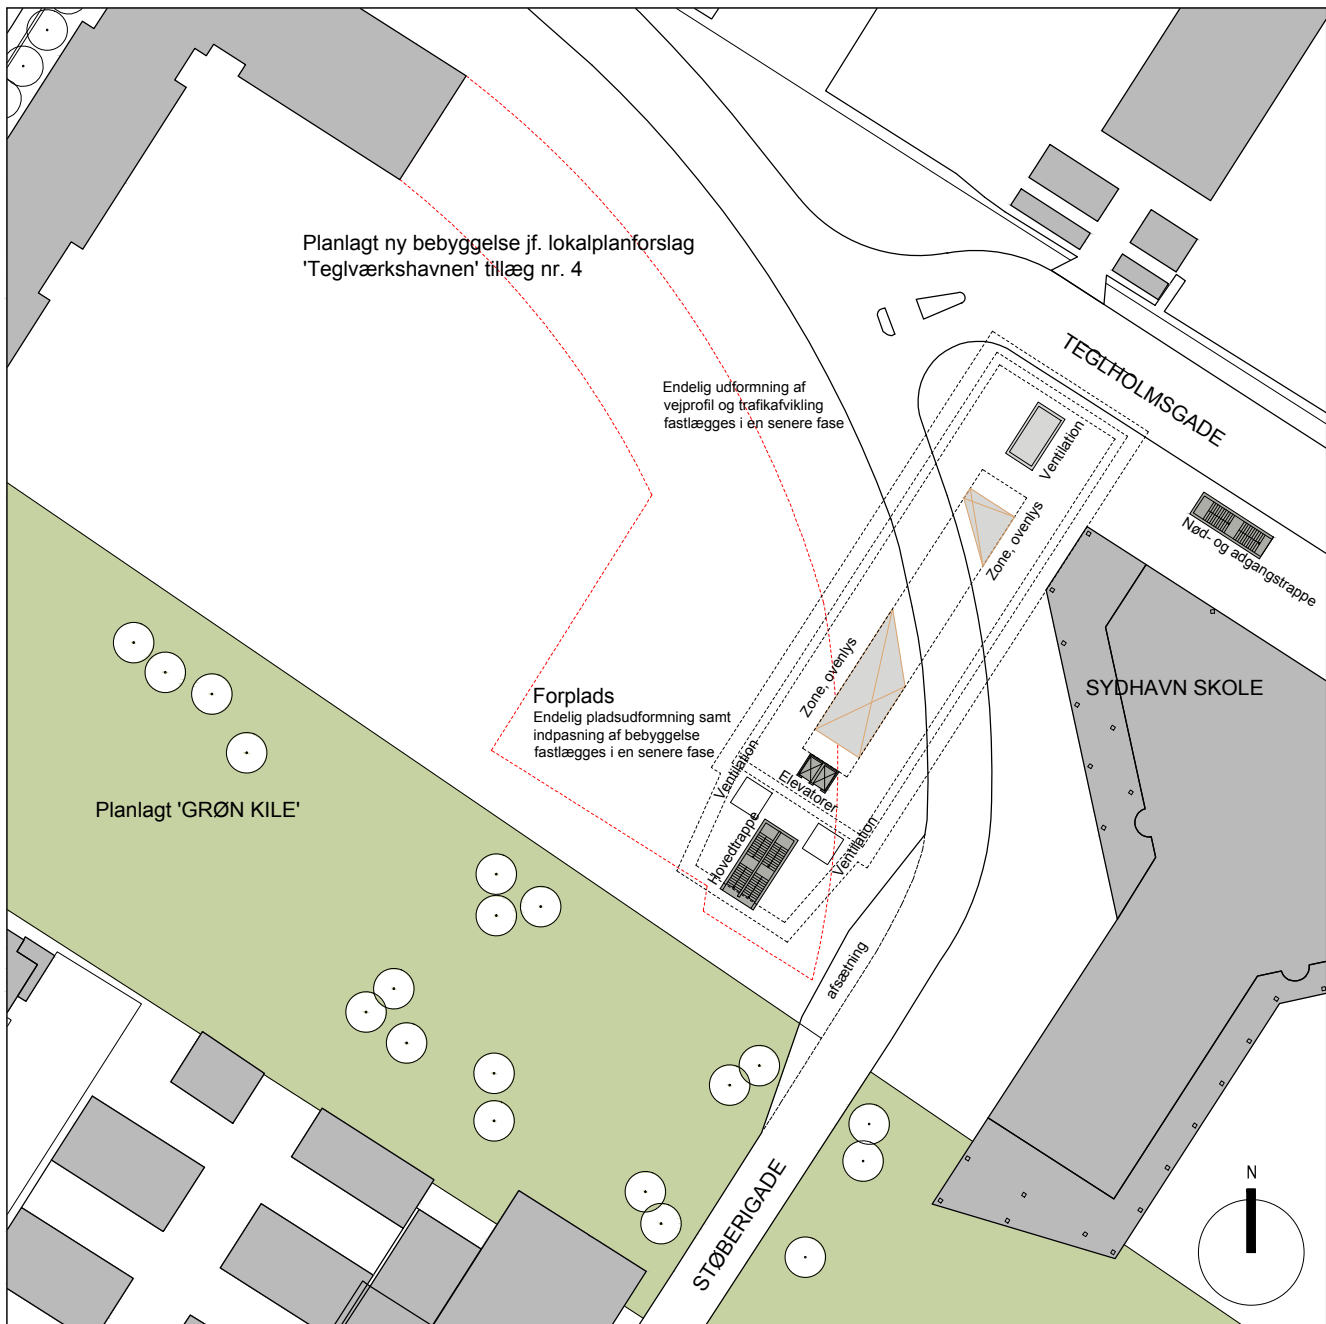 Planlagt ny bebyggelse jf. lokalplanforslag
'Teglværkshavnen' tillæg nr. 4
TEGLHOLMSGADE
Endelig udformning af
vejprofil og trafikafvikling
fastlægges i en senere fase
Ventilation
Zone, ovenlys
Nød- og adgangstrappe
Zone, ovenlys
SYDHAVN SKOLE
Forplads
Endelig pladsudformning samt
indpasning af bebyggelse
fastlægges i en senere fase
Ventilation
Elevatorer
Planlagt 'GRØN KILE'
Hovedtrappe
Ventilation
afsætning
STØBERIGADE
N